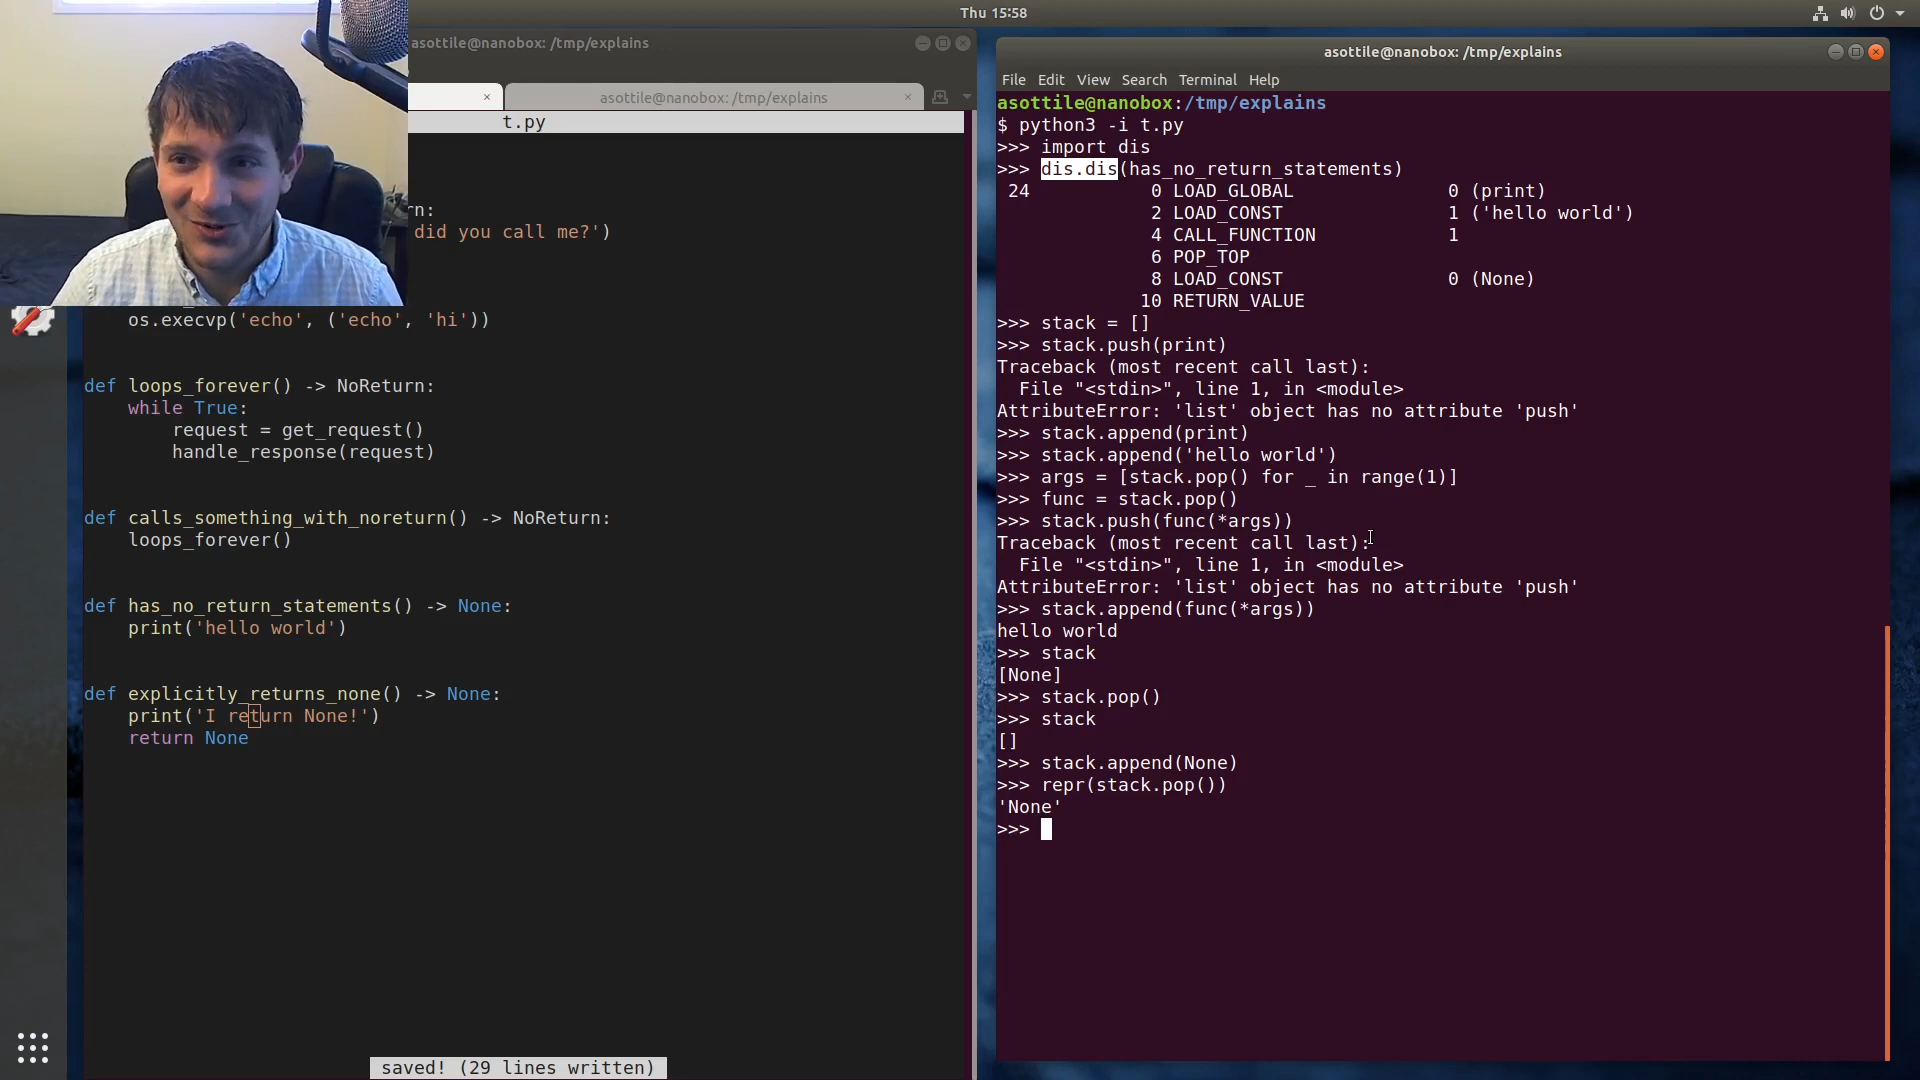 Thu 15:58
asottile@nanobox: /tmp/explains
asottile@nanobox: /tmp/explains
t.py
rn:
did you call me?')
os.execvp('echo', ('echo', 'hi'))
def loops_forever() -> NoReturn:
while True:
request = get_request()
handle_response(request)
def calls_something_with_noreturn() -> NoReturn:
loops_forever()
def has_no_return_statements() -> None:
print('hello world')
def explicitly_returns_none() -> None:
print('I return None!')
return None
saved! (29 lines written)
asottile@nanobox: /tmp/explains
File Edit View Search Terminal Help
asottile@nanobox:/tmp/explains
$ python3 -i t.py
>>> import dis
>>> dis.dis(has_no_return_statements)
24 0 LOAD_GLOBAL 0 (print)
2 LOAD_CONST 1 ('hello world')
4 CALL_FUNCTION 1
6 POP_TOP
8 LOAD_CONST 0 (None)
10 RETURN_VALUE
>>> stack = []
>>> stack.push(print)
Traceback (most recent call last):
File "<stdin>", line 1, in <module>
AttributeError: 'list' object has no attribute 'push'
>>> stack.append(print)
>>> stack.append('hello world')
>>> args = [stack.pop() for _ in range(1)]
>>> func = stack.pop()
>>> stack.push(func(*args))
Traceback (most recent call last):
File "<stdin>", line 1, in <module>
AttributeError: 'list' object has no attribute 'push'
>>> stack.append(func(*args))
hello world
>>> stack
[None]
>>> stack.pop()
>>> stack
[]
>>> stack.append(None)
>>> repr(stack.pop())
'None'
>>>